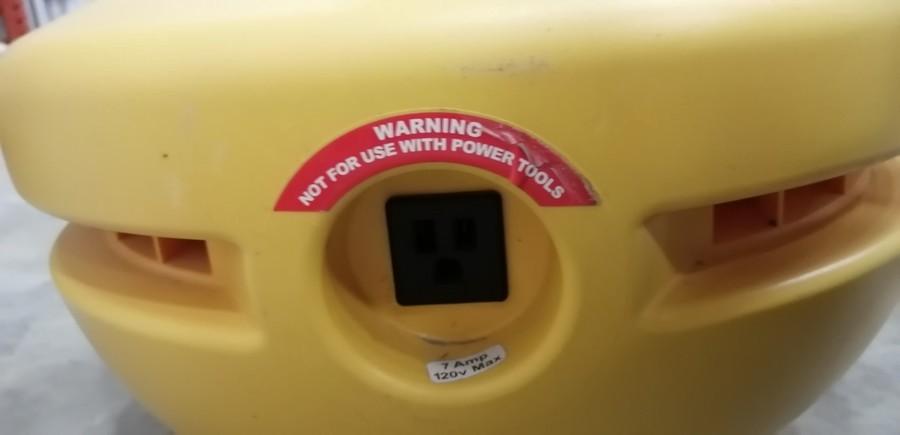 WARNING
NOT FOR USE WITH POWER TOOLS
7 Amp
120v Max